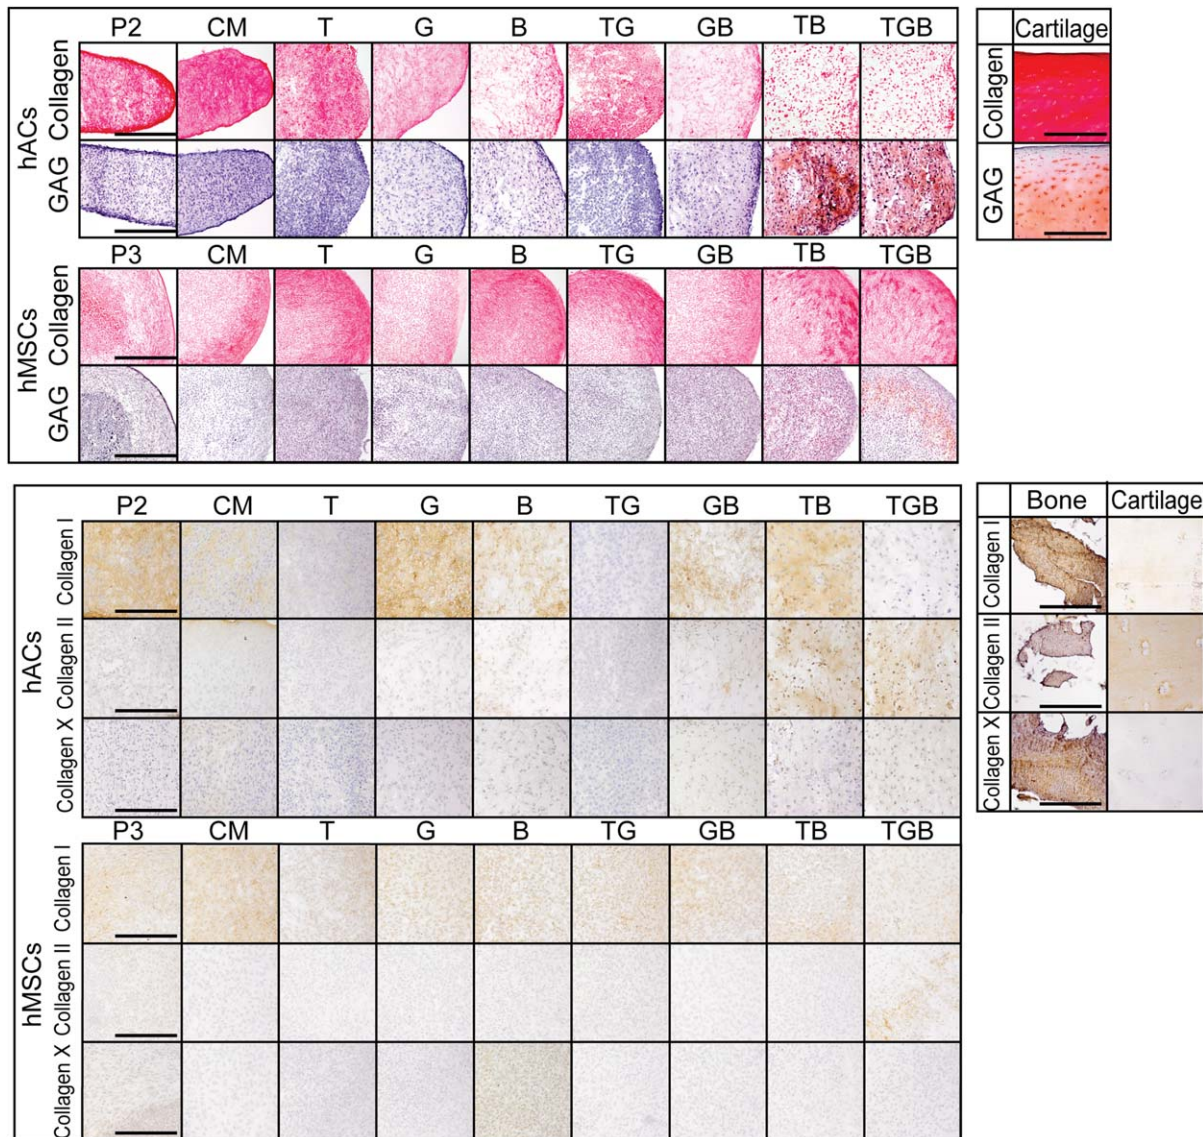 P2 CM T G B TG GB TB TGB
hACs
Collagen
GAG
P3 CM T G B TG GB TB TGB
hMSCs
Collagen
GAG
Cartilage
Collagen
GAG
P2 CM T G B TG GB TB TGB
hACs
Collagen I
Collagen II
Collagen X
P3 CM T G B TG GB TB TGB
hMSCs
Collagen I
Collagen II
Collagen X
Bone Cartilage
Collagen I
Collagen II
Collagen X